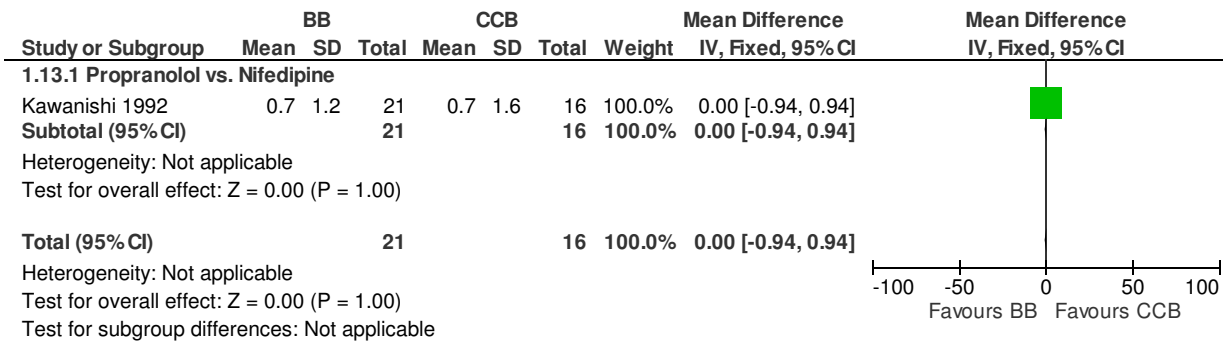 BB CCB Mean Difference Mean Difference
Study or Subgroup Mean SD Total Mean SD Total Weight IV, Fixed, 95% CI IV, Fixed, 95% CI
1.13.1 Propranolol vs. Nifedipine
Kawanishi 1992 0.7 1.2 21 0.7 1.6 16 100.0% 0.00 [-0.94, 0.94]
Subtotal (95% CI) 21 16 100.0% 0.00 [-0.94, 0.94]
Heterogeneity: Not applicable
Test for overall effect: Z = 0.00 (P = 1.00)
Total (95% CI) 21 16 100.0% 0.00 [-0.94, 0.94]
Heterogeneity: Not applicable
Test for overall effect: Z = 0.00 (P = 1.00)
Test for subgroup differences: Not applicable
-100 -50 0 50 100
Favours BB Favours CCB